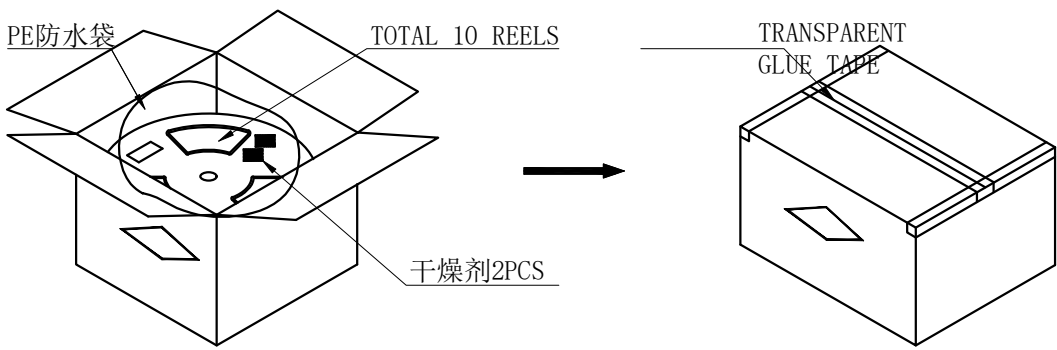 PE防水袋
TOTAL 10 REELS
TRANSPARENT
GLUE TAPE
干燥剂2PCS